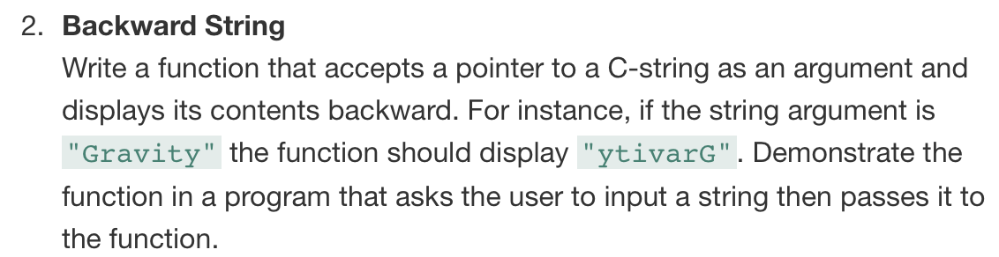 2. Backward String
Write a function that accepts a pointer to a C-string as an argument and
displays its contents backward. For instance, if the string argument is
"Gravity" the function should display "ytivarG". Demonstrate the
function in a program that asks the user to input a string then passes it to
the function.